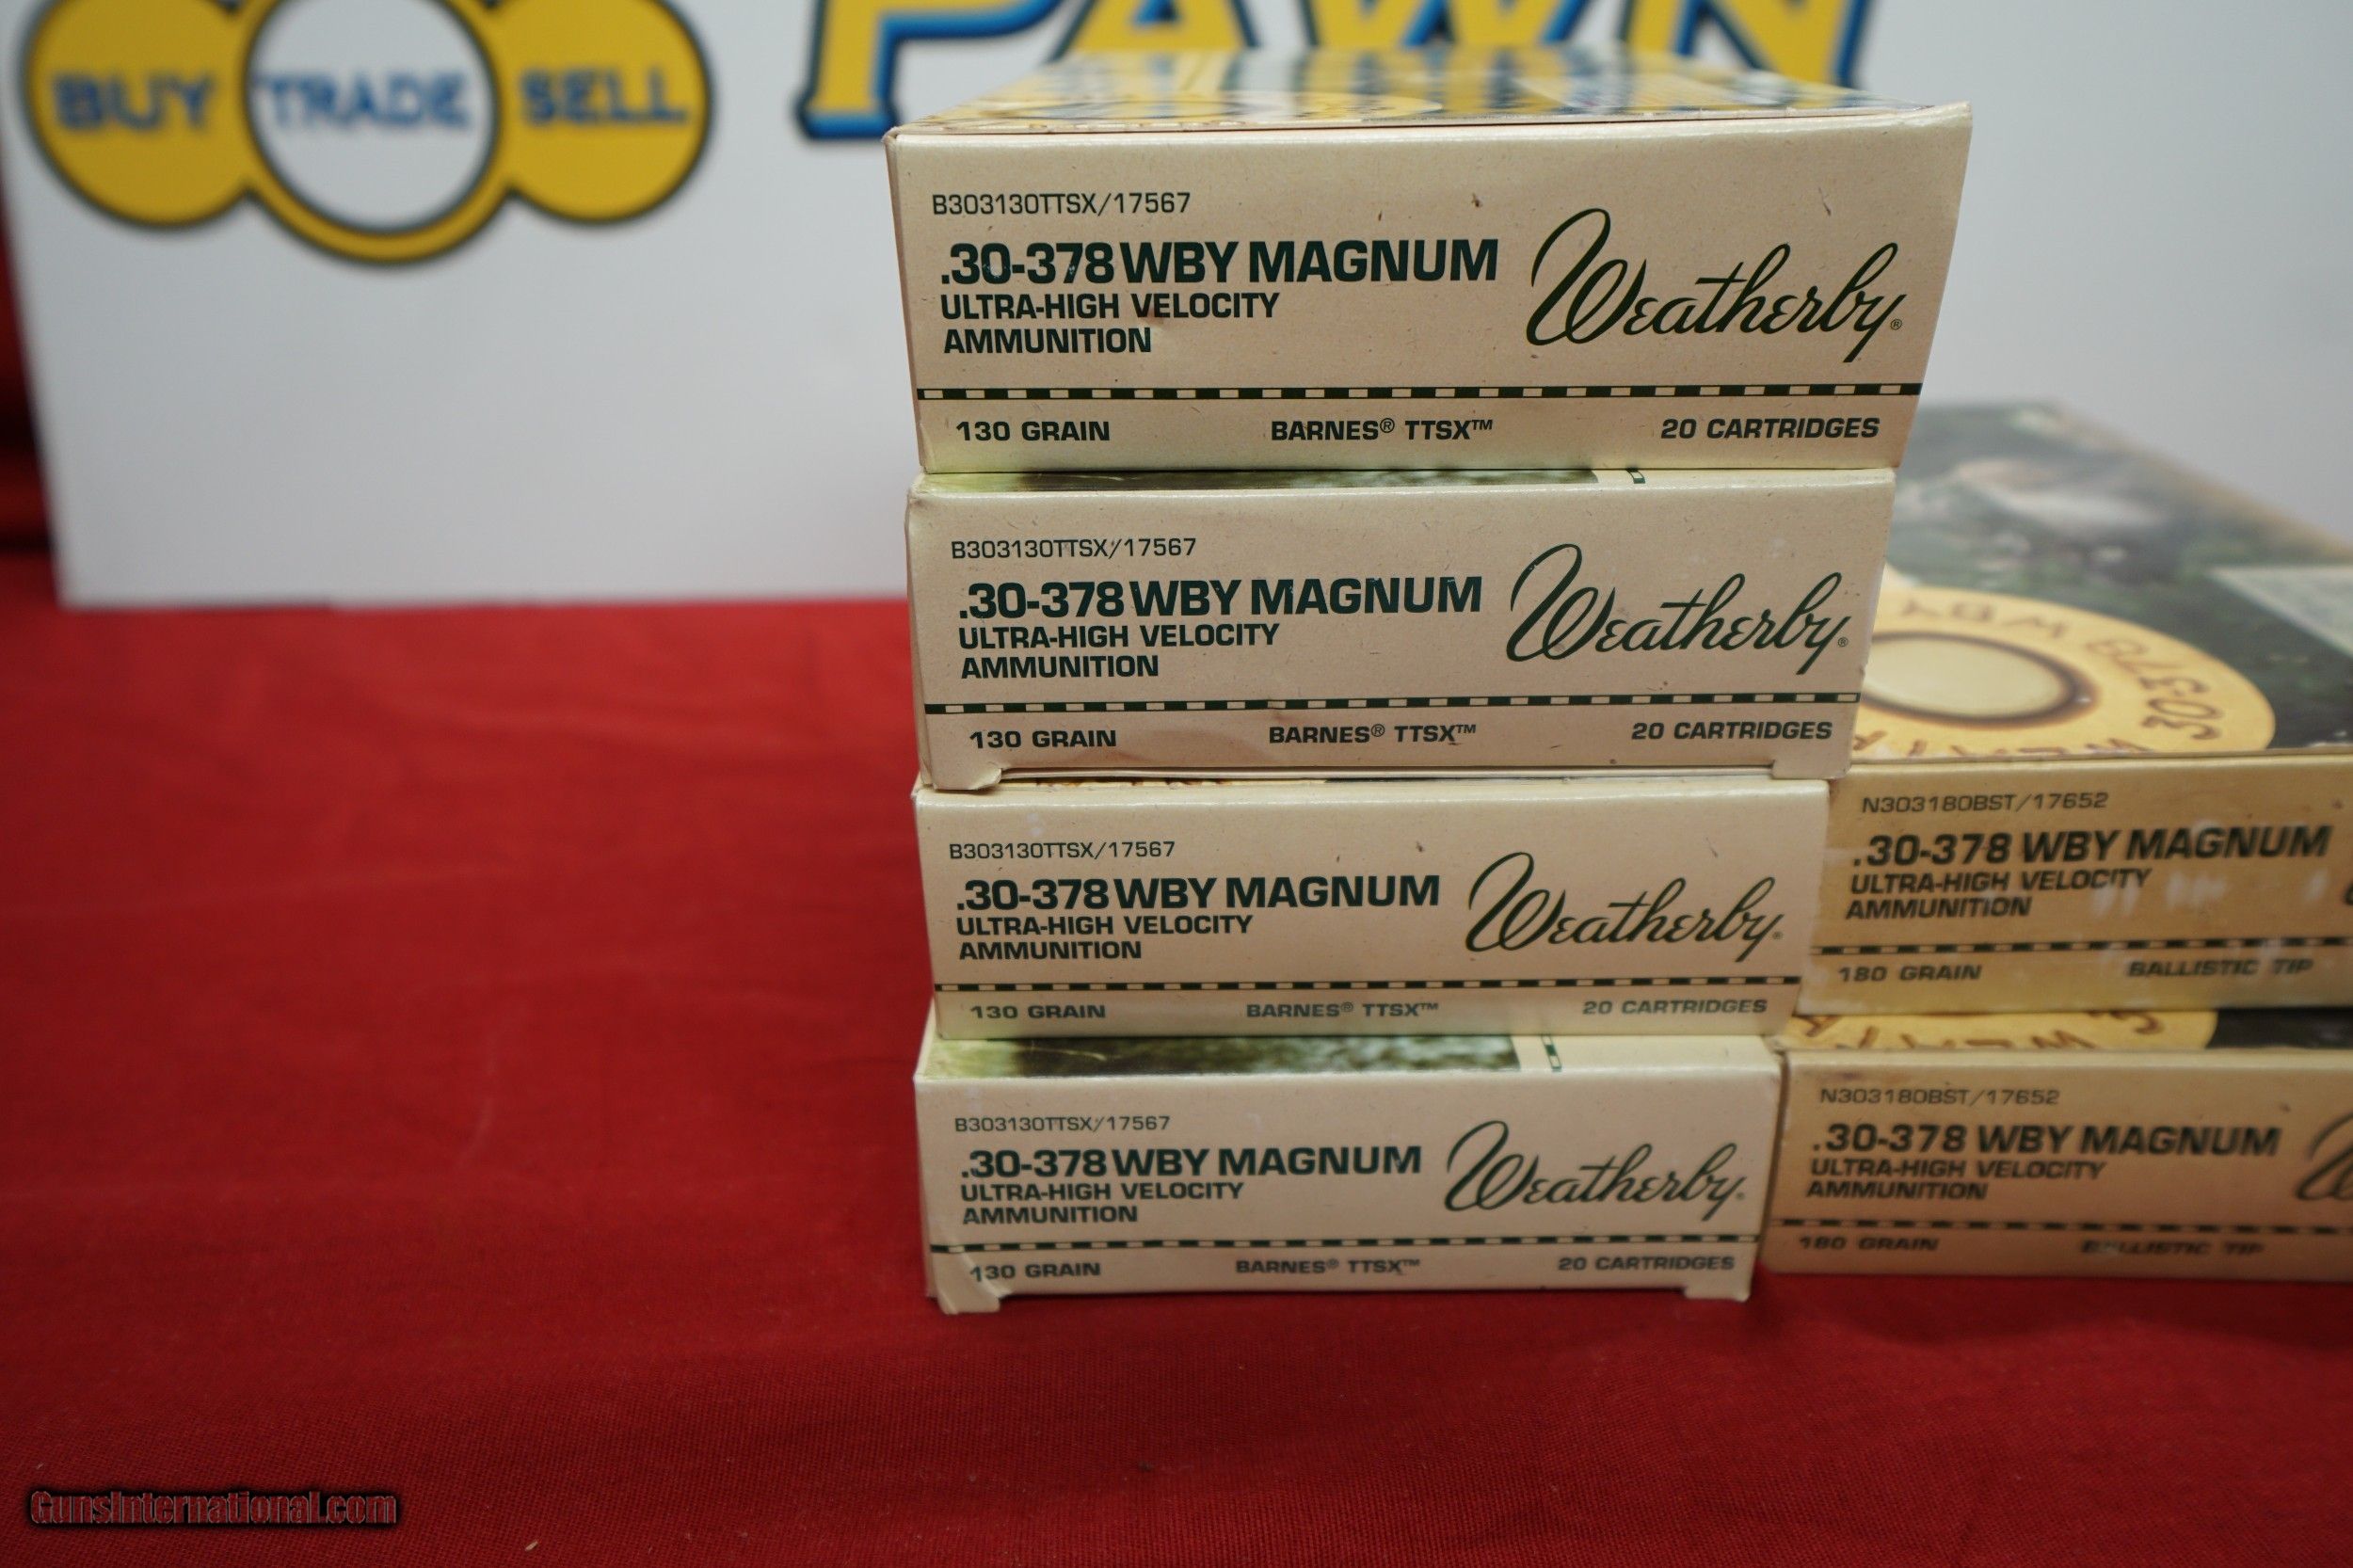 BUY TRADE SELL
PAWN
B303130TTSX/17567
.30-378 WBY MAGNUM
ULTRA-HIGH VELOCITY
AMMUNITION
Weatherby®
130 GRAIN BARNES® TTSX™ 20 CARTRIDGES
B303130TTSX/17567
.30-378 WBY MAGNUM
ULTRA-HIGH VELOCITY
AMMUNITION
Weatherby®
130 GRAIN BARNES® TTSX™ 20 CARTRIDGES
B303130TTSX/17567
.30-378 WBY MAGNUM
ULTRA-HIGH VELOCITY
AMMUNITION
Weatherby®
130 GRAIN BARNES® TTSX™ 20 CARTRIDGES
B303130TTSX/17567
.30-378 WBY MAGNUM
ULTRA-HIGH VELOCITY
AMMUNITION
Weatherby®
130 GRAIN BARNES® TTSX™ 20 CARTRIDGES
30-378 WBY
N303180BST/17652
.30-378 WBY MAGNUM
ULTRA-HIGH VELOCITY
AMMUNITION
180 GRAIN BALLISTIC TIP
N303180BST/17652
.30-378 WBY MAGNUM
ULTRA-HIGH VELOCITY
AMMUNITION
180 GRAIN BALLISTIC TIP
GunsInternational.com